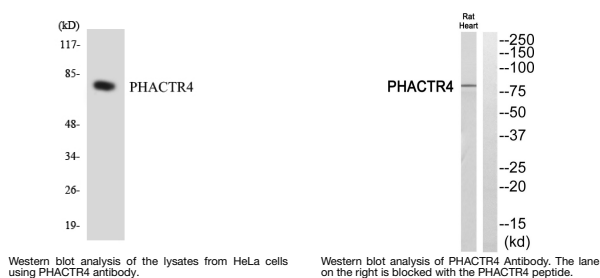 (kD)
117-
85-
PHACTR4
48-
34-
26-
19-
Western blot analysis of the lysates from HeLa cells
using PHACTR4 antibody.
Rat
Heart
PHACTR4
--250
--150
--100
--75
--50
--37
--25
--20
--15
(kd)
Western blot analysis of PHACTR4 Antibody. The lane
on the right is blocked with the PHACTR4 peptide.